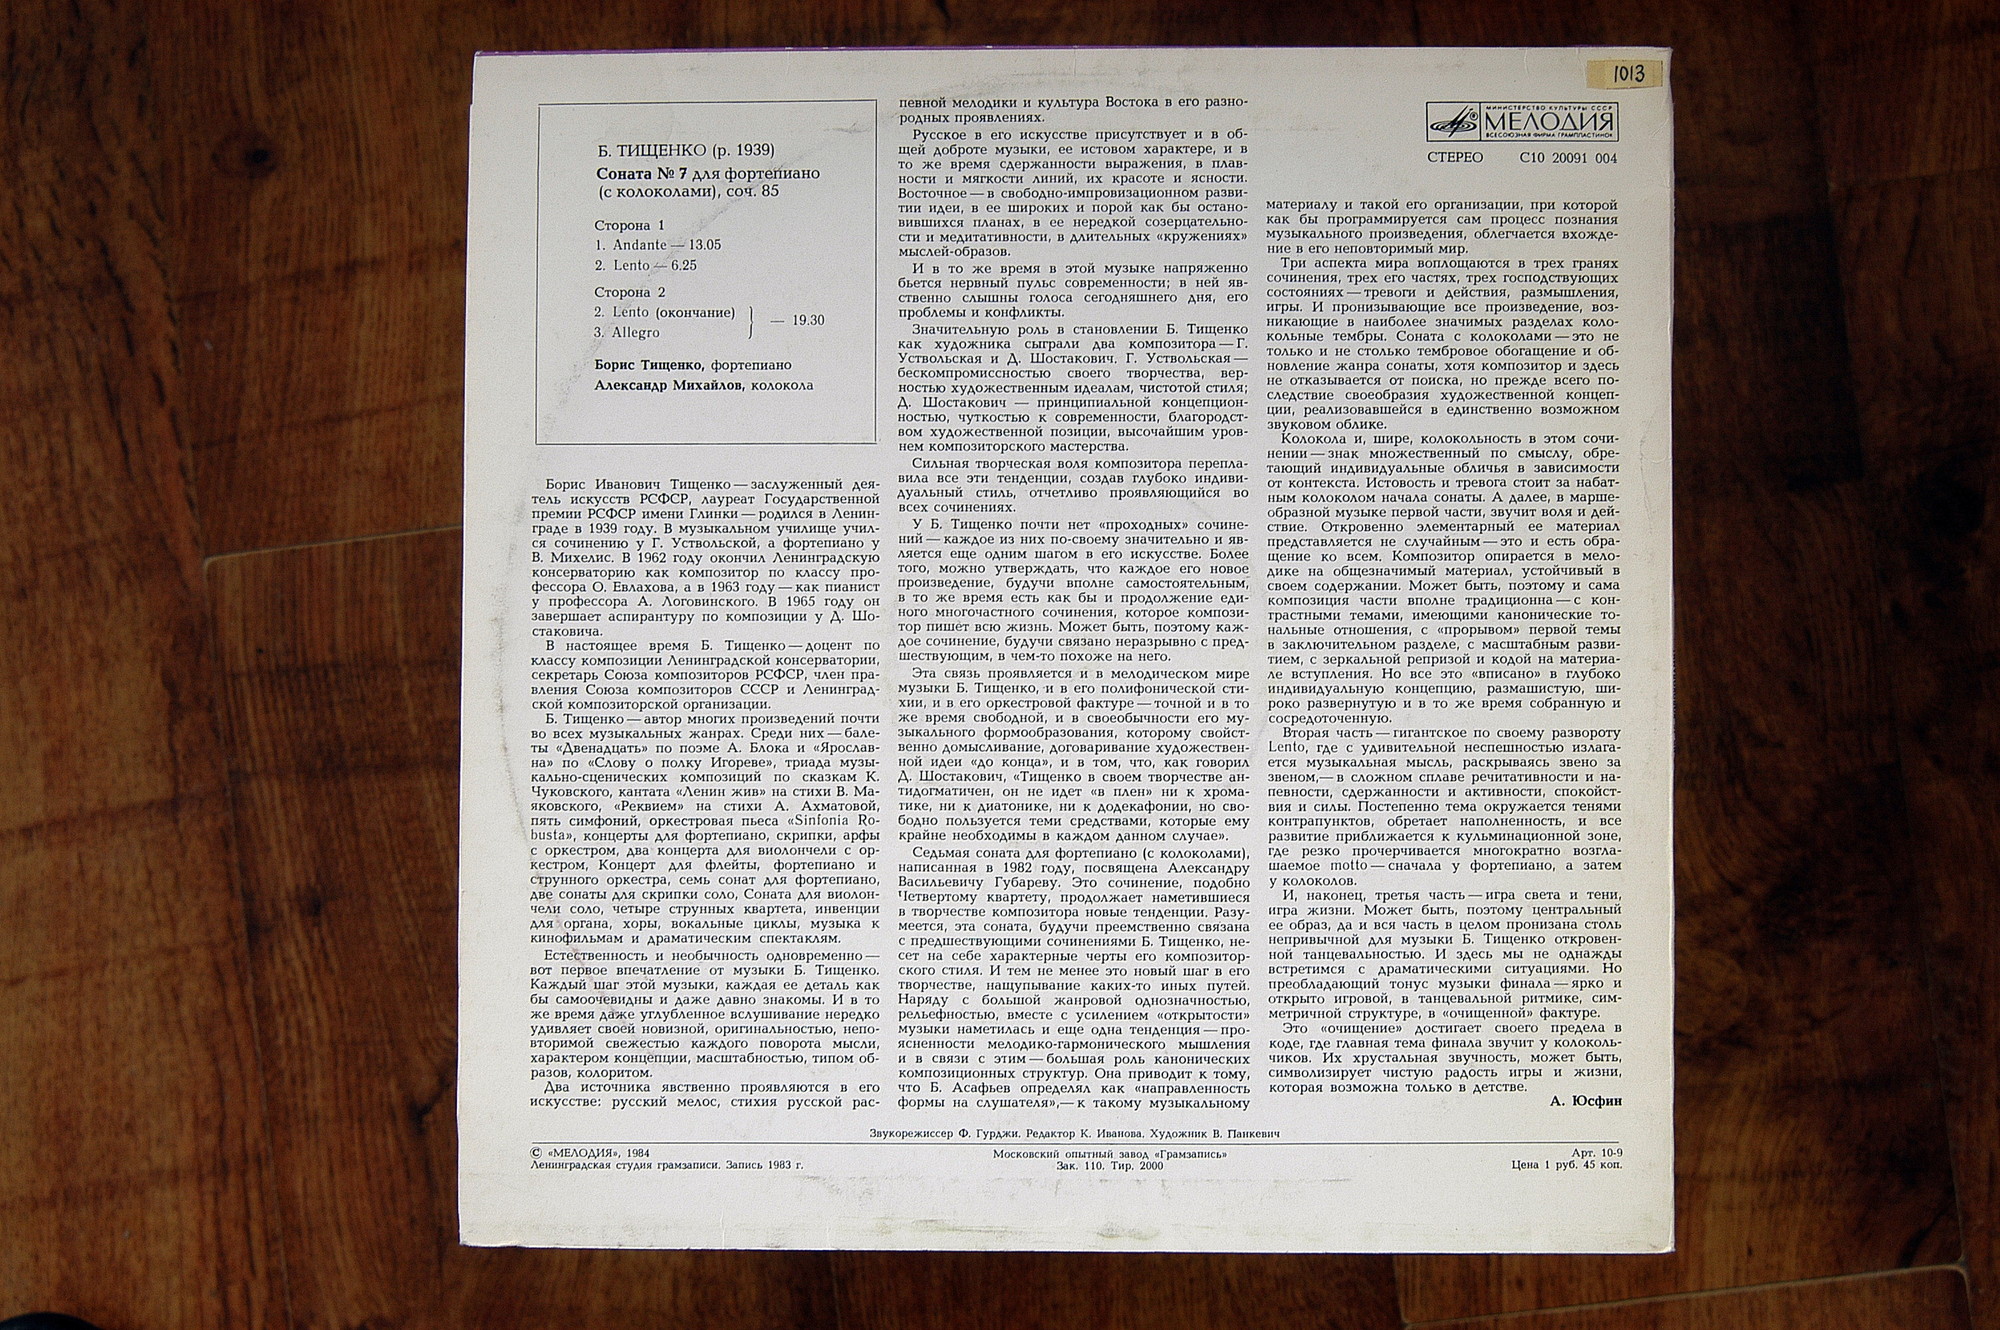 1013
МИНИСТЕРСТВО КУЛЬТУРЫ СССР
МЕЛОДИЯ
ВСЕСОЮЗНАЯ ФИРМА ГРАМПЛАСТИНОК
СТЕРЕО С10 20091 004
Б. ТИЩЕНКО (р. 1939)
Соната № 7 для фортепиано
(с колоколами), соч. 85
Сторона 1
1. Andante — 13.05
2. Lento — 6.25
Сторона 2
2. Lento (окончание)
3. Allegro
— 19.30
Борис Тищенко, фортепиано
Александр Михайлов, колокола
Борис Иванович Тищенко — заслуженный дея-
тель искусств РСФСР, лауреат Государственной
премии РСФСР имени Глинки — родился в Ленин-
граде в 1939 году. В музыкальном училище учил-
ся сочинению у Г. Уствольской, а фортепиано у
В. Михелис. В 1962 году окончил Ленинградскую
консерваторию как композитор по классу про-
фессора О. Евлахова, а в 1963 году — как пианист
у профессора А. Логовинского. В 1965 году он
завершает аспирантуру по композиции у Д. Шо-
стаковича.
В настоящее время Б. Тищенко — доцент по
классу композиции Ленинградской консерватории,
секретарь Союза композиторов РСФСР, член пра-
вления Союза композиторов СССР и Ленинград-
ской композиторской организации.
Б. Тищенко — автор многих произведений почти
во всех музыкальных жанрах. Среди них — бале-
ты «Двенадцать» по поэме А. Блока и «Ярослав-
на» по «Слову о полку Игореве», триада музы-
кально-сценических композиций по сказкам К.
Чуковского, кантата «Ленин жив» на стихи В. Ма-
яковского, «Реквием» на стихи А. Ахматовой,
пять симфоний, оркестровая пьеса «Sinfonia Ro-
busta», концерты для фортепиано, скрипки, арфы
с оркестром, два концерта для виолончели с ор-
кестром, Концерт для флейты, фортепиано и
струнного оркестра, семь сонат для фортепиано,
две сонаты для скрипки соло, Соната для виолон-
чели соло, четыре струнных квартета, инвенции
для органа, хоры, вокальные циклы, музыка к
кинофильмам и драматическим спектаклям.
Естественность и необычность одновременно —
вот первое впечатление от музыки Б. Тищенко.
Каждый шаг этой музыки, каждая ее деталь как
бы самоочевидны и даже давно знакомы. И в то
же время даже углубленное вслушивание нередко
удивляет своей новизной, оригинальностью, непо-
вторимой свежестью каждого поворота мысли,
характером концепции, масштабностью, типом об-
разов, колоритом.
Два источника явственно проявляются в его
искусстве: русский мелос, стихия русской рас-
певной мелодики и культура Востока в его разно-
родных проявлениях.
Русское в его искусстве присутствует и в об-
щей доброте музыки, ее истовом характере, и в
то же время сдержанности выражения, в плав-
ности и мягкости линий, их красоте и ясности.
Восточное — в свободно-импровизационном разви-
тии идеи, в ее широких и порой как бы остано-
вившихся планах, в ее нередкой созерцательно-
сти и медитативности, в длительных «кружениях»
мыслей-образов.
И в то же время в этой музыке напряженно
бьется нервный пульс современности; в ней яв-
ственно слышны голоса сегодняшнего дня, его
проблемы и конфликты.
Значительную роль в становлении Б. Тищенко
как художника сыграли два композитора — Г.
Уствольская и Д. Шостакович. Г. Уствольская —
бескомпромиссностью своего творчества, вер-
ностью художественным идеалам, чистотой стиля;
Д. Шостакович — принципиальной концепцион-
ностью, чуткостью к современности, благородст-
вом художественной позиции, высочайшим уров-
нем композиторского мастерства.
Сильная творческая воля композитора перепла-
вила все эти тенденции, создав глубоко индиви-
дуальный стиль, отчетливо проявляющийся во
всех сочинениях.
У Б. Тищенко почти нет «проходных» сочине-
ний — каждое из них по-своему значительно и яв-
ляется еще одним шагом в его искусстве. Более
того, можно утверждать, что каждое его новое
произведение, будучи вполне самостоятельным,
в то же время есть как бы и продолжение еди-
ного многочастного сочинения, которое компози-
тор пишет всю жизнь. Может быть, поэтому каж-
дое сочинение, будучи связано неразрывно с пред-
шествующим, в чем-то похоже на него.
Эта связь проявляется и в мелодическом мире
музыки Б. Тищенко, и в его полифонической сти-
хии, и в его оркестровой фактуре — точной и в то
же время свободной, и в своеобычности его му-
зыкального формообразования, которому свойст-
венно домысливание, договаривание художествен-
ной идеи «до конца», и в том, что, как говорил
Д. Шостакович, «Тищенко в своем творчестве ан-
тидогматичен, он не идет «в плен» ни к хрома-
тике, ни к диатонике, ни к додекафонии, но сво-
бодно пользуется теми средствами, которые ему
крайне необходимы в каждом данном случае».
Седьмая соната для фортепиано (с колоколами),
написанная в 1982 году, посвящена Александру
Васильевичу Губареву. Это сочинение, подобно
Четвертому квартету, продолжает наметившиеся
в творчестве композитора новые тенденции. Разу-
меется, эта соната, будучи преемственно связана
с предшествующими сочинениями Б. Тищенко, не-
сет на себе характерные черты его композитор-
ского стиля. И тем не менее это новый шаг в его
творчестве, нащупывание каких-то иных путей.
Наряду с большой жанровой однозначностью,
рельефностью, вместе с усилением «открытости»
музыки наметилась и еще одна тенденция — про-
ясненности мелодико-гармонического мышления
и в связи с этим — большая роль канонических
композиционных структур. Она приводит к тому,
что Б. Асафьев определял как «направленность
формы на слушателя»,— к такому музыкальному
материалу и такой его организации, при которой
как бы программируется сам процесс познания
музыкального произведения, облегчается вхожде-
ние в его неповторимый мир.
Три аспекта мира воплощаются в трех гранях
сочинения, трех его частях, трех господствующих
состояниях — тревоги и действия, размышления,
игры. И пронизывающие все произведение, воз-
никающие в наиболее значимых разделах коло-
кольные тембры. Соната с колоколами — это не
только и не столько тембровое обогащение и об-
новление жанра сонаты, хотя композитор и здесь
не отказывается от поиска, но прежде всего по-
следствие своеобразия художественной концеп-
ции, реализовавшейся в единственно возможном
звуковом облике.
Колокола и, шире, колокольность в этом сочи-
нении — знак множественный по смыслу, обре-
тающий индивидуальные обличья в зависимости
от контекста. Истовость и тревога стоит за набат-
ным колоколом начала сонаты. А далее, в марше-
образной музыке первой части, звучит воля и дей-
ствие. Откровенно элементарный ее материал
представляется не случайным — это и есть обра-
щение ко всем. Композитор опирается в мело-
дике на общезначимый материал, устойчивый в
своем содержании. Может быть, поэтому и сама
композиция части вполне традиционна — с кон-
трастными темами, имеющими канонические то-
нальные отношения, с «прорывом» первой темы
в заключительном разделе, с масштабным разви-
тием, с зеркальной репризой и кодой на материа-
ле вступления. Но все это «вписано» в глубоко
индивидуальную концепцию, размашистую, ши-
роко развернутую и в то же время собранную и
сосредоточенную.
Вторая часть — гигантское по своему развороту
Lento, где с удивительной неспешностью излага-
ется музыкальная мысль, раскрываясь звено за
звеном,— в сложном сплаве речитативности и на-
певности, сдержанности и активности, спокойст-
вия и силы. Постепенно тема окружается тенями
контрапунктов, обретает наполненность, и все
развитие приближается к кульминационной зоне,
где резко прочерчивается многократно возгла-
шаемое motto — сначала у фортепиано, а затем
у колоколов.
И, наконец, третья часть — игра света и тени,
игра жизни. Может быть, поэтому центральный
ее образ, да и вся часть в целом пронизана столь
непривычной для музыки Б. Тищенко откровен-
ной танцевальностью. И здесь мы не однажды
встретимся с драматическими ситуациями. Но
преобладающий тонус музыки финала — ярко и
открыто игровой, в танцевальной ритмике, сим-
метричной структуре, в «очищенной» фактуре.
Это «очищение» достигает своего предела в
коде, где главная тема финала звучит у колоколь-
чиков. Их хрустальная звучность, может быть,
символизирует чистую радость игры и жизни,
которая возможна только в детстве.
А. Юсфин
Звукорежиссер Ф. Гурджи. Редактор К. Иванова. Художник В. Панкевич
© «МЕЛОДИЯ», 1984
Ленинградская студия грамзаписи. Запись 1983 г.
Московский опытный завод «Грамзапись»
Зак. 110. Тир. 2000
Арт. 10-9
Цена 1 руб. 45 коп.